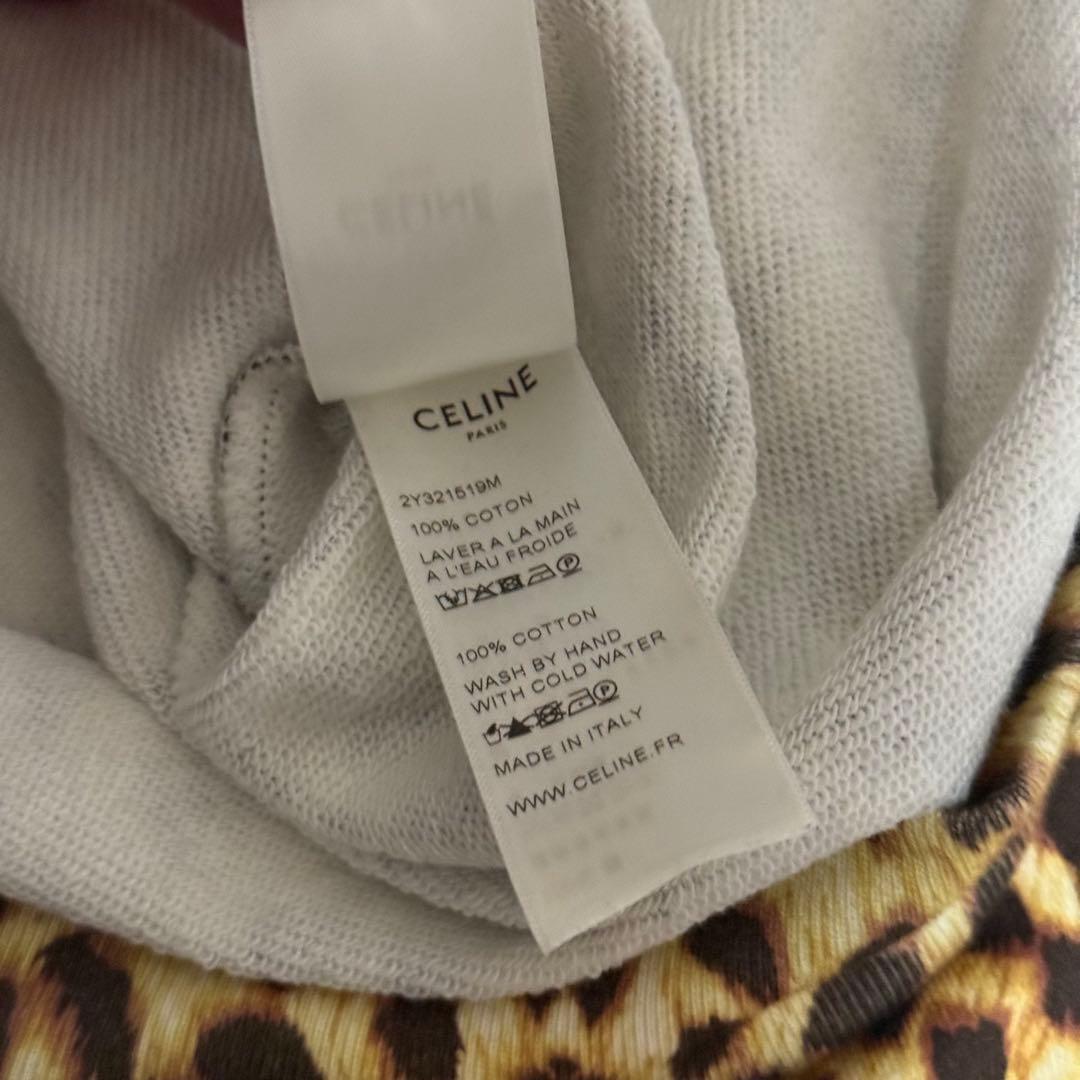 CELINE
CELINE
PARIS
2Y321519M
100% COTON
LAVER A LA MAIN
A L'EAU FROIDE
P
100% COTTON
WASH BY HAND
WITH COLD WATER
P
MADE IN ITALY
WWW.CELINE.FR